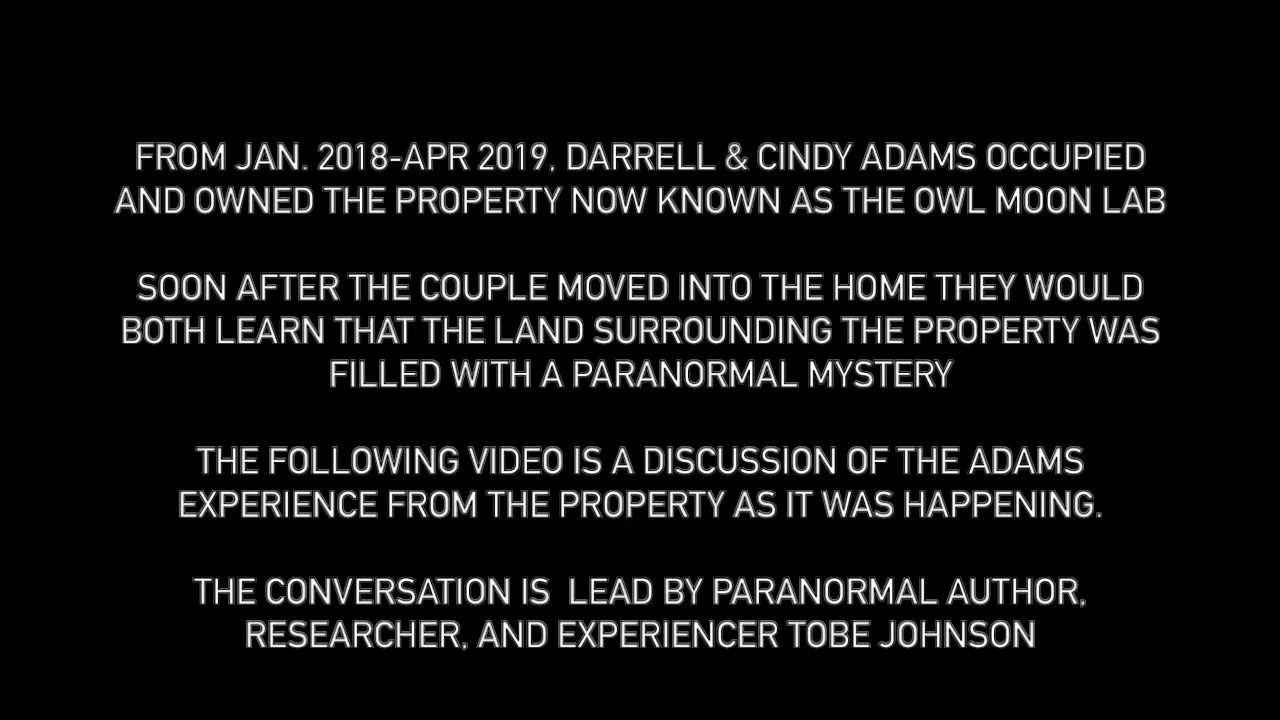 FROM JAN. 2018-APR 2019, DARRELL & CINDY ADAMS OCCUPIED
AND OWNED THE PROPERTY NOW KNOWN AS THE OWL MOON LAB
SOON AFTER THE COUPLE MOVED INTO THE HOME THEY WOULD
BOTH LEARN THAT THE LAND SURROUNDING THE PROPERTY WAS
FILLED WITH A PARANORMAL MYSTERY
THE FOLLOWING VIDEO IS A DISCUSSION OF THE ADAMS
EXPERIENCE FROM THE PROPERTY AS IT WAS HAPPENING.
THE CONVERSATION IS  LEAD BY PARANORMAL AUTHOR,
RESEARCHER, AND EXPERIENCER TOBE JOHNSON